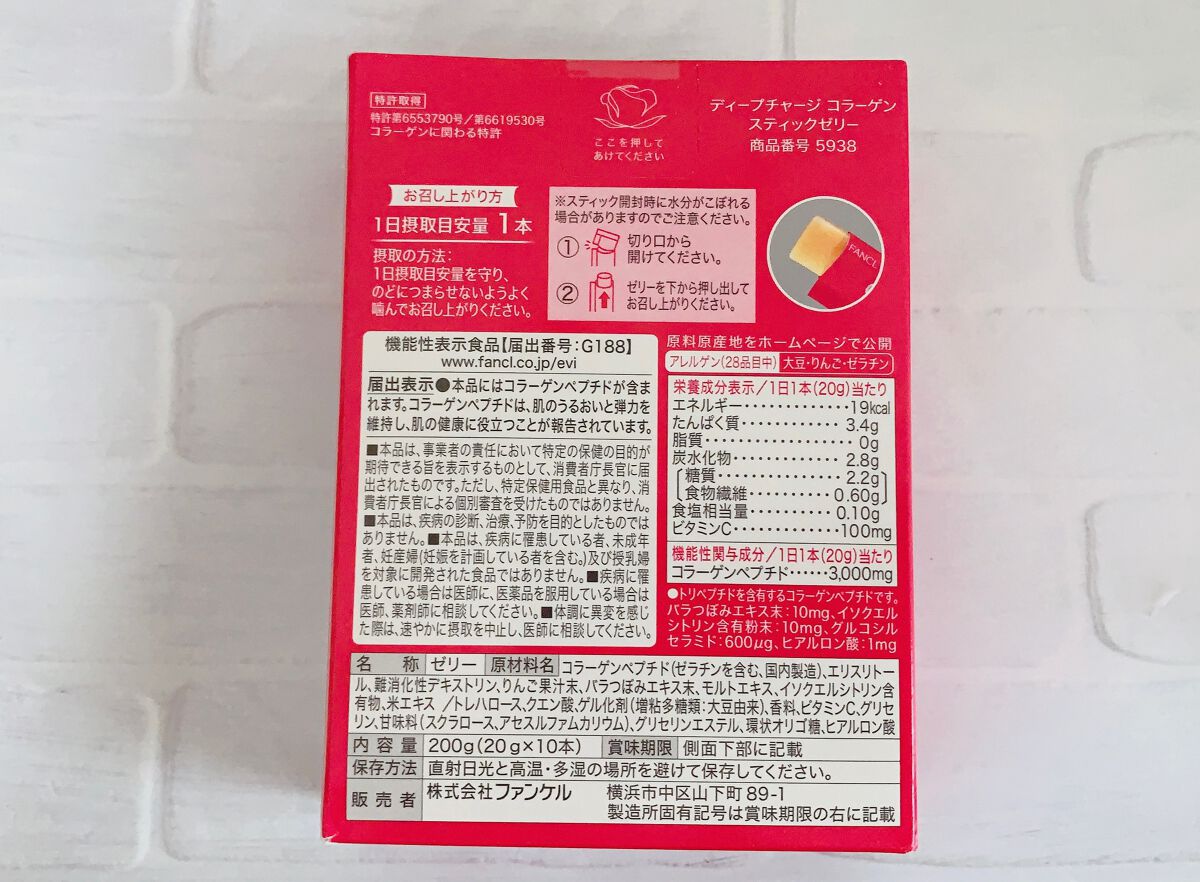 特許取得
特許第6553790号／第6619530号
コラーゲンに関わる特許
ここを押して
あけてください
ディープチャージ コラーゲン
スティックゼリー
商品番号 5938
お召し上がり方
1日摂取目安量 1本
摂取の方法：
1日摂取目安量を守り、
のどにつまらせないようよく
噛んでお召し上がりください。
※スティック開封時に水分がこぼれる
場合がありますのでご注意ください。
① 切り口から
開けてください。
② ゼリーを下から押し出して
お召し上がりください。
FANCL
機能性表示食品【届出番号：G188】
www.fancl.co.jp/evi
届出表示●本品にはコラーゲンペプチドが含ま
れます。コラーゲンペプチドは、肌のうるおいと弾力を
維持し、肌の健康に役立つことが報告されています。
■本品は、事業者の責任において特定の保健の目的が
期待できる旨を表示するものとして、消費者庁長官に届
出されたものです。ただし、特定保健用食品と異なり、消
費者庁長官による個別審査を受けたものではありません。
■本品は、疾病の診断、治療、予防を目的としたものでは
ありません。■本品は、疾病に罹患している者、未成年
者、妊産婦(妊娠を計画している者を含む。)及び授乳婦
を対象に開発された食品ではありません。■疾病に罹
患している場合は医師に、医薬品を服用している場合は
医師、薬剤師に相談してください。■体調に異変を感じ
た際は、速やかに摂取を中止し、医師に相談してください。
原料原産地をホームページで公開
アレルゲン(28品目中) 大豆・りんご・ゼラチン
栄養成分表示／1日1本(20g)当たり
エネルギー・・・・・・・・・・・・・19kcal
たんぱく質・・・・・・・・・・・・3.4g
脂質・・・・・・・・・・・・・・・・0g
炭水化物・・・・・・・・・・・・・2.8g
糖質・・・・・・・・・・・・・・2.2g
食物繊維・・・・・・・・・・0.60g
食塩相当量・・・・・・・・・・・0.10g
ビタミンC・・・・・・・・・・・・100mg
機能性関与成分／1日1本(20g)当たり
コラーゲンペプチド・・・・・・3,000mg
●トリペプチドを含有するコラーゲンペプチドです。
バラつぼみエキス末：10mg、イソクエル
シトリン含有粉末：10mg、グルコシル
セラミド：600μg、ヒアルロン酸：1mg
名 称 ゼリー 原材料名 コラーゲンペプチド(ゼラチンを含む、国内製造)、エリスリトー
ル、難消化性デキストリン、りんご果汁末、バラつぼみエキス末、モルトエキス、イソクエルシトリン含
有物、米エキス ／トレハロース、クエン酸、ゲル化剤(増粘多糖類：大豆由来)、香料、ビタミンC、グリセ
リン、甘味料(スクラロース、アセスルファムカリウム)、グリセリンエステル、環状オリゴ糖、ヒアルロン酸
内 容 量 200g(20g×10本) 賞味期限 側面下部に記載
保存方法 直射日光と高温・多湿の場所を避けて保存してください。
販 売 者 株式会社ファンケル 横浜市中区山下町89-1
製造所固有記号は賞味期限の右に記載